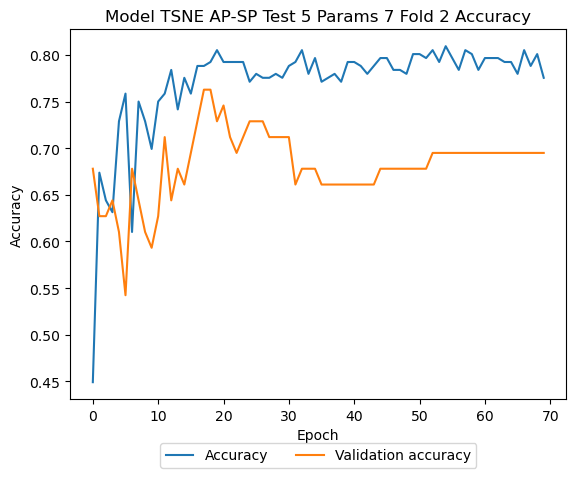 Model TSNE AP-SP Test 5 Params 7 Fold 2 Accuracy
0.80
0.75
0.70
0.65
0.60
0.55
0.50
0.45
Accuracy
0 10 20 30 40 50 60 70
Epoch
Accuracy Validation accuracy